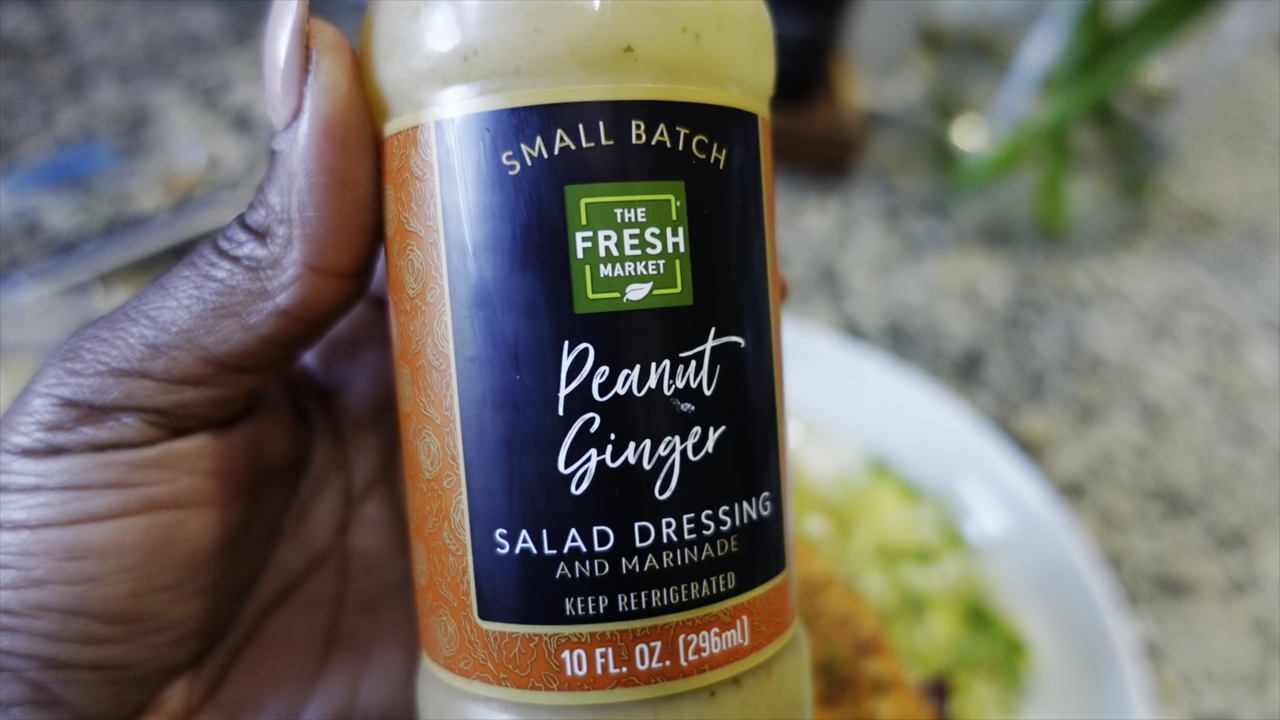 SMALL BATCH
THE
FRESH
MARKET
Peanut
Ginger
SALAD DRESSING
AND MARINADE
KEEP REFRIGERATED
10 FL. OZ. (296ml)